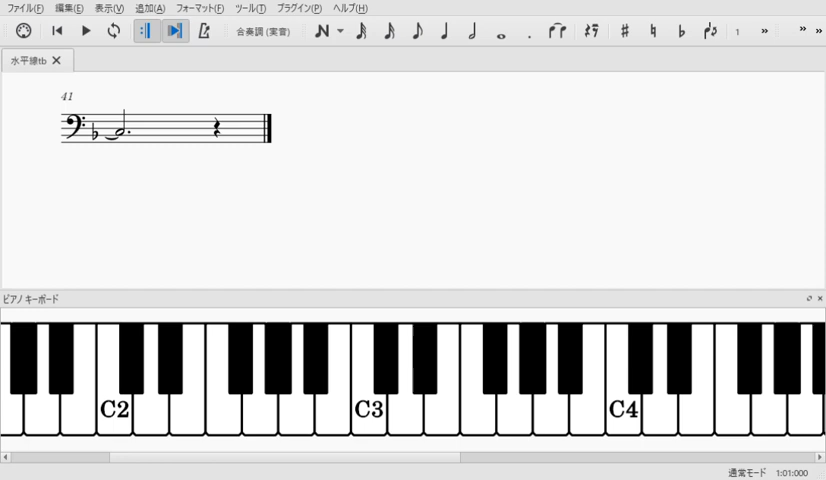 ファイル(F) 編集(E) 表示(V) 追加(A) フォーマット(F) ツール(T) プラグイン(P) ヘルプ(H)
合奏調 (実音) 1 » » »
水平線tb ×
41
ピアノ キーボード
C2 C3 C4
通常モード 1:01:000